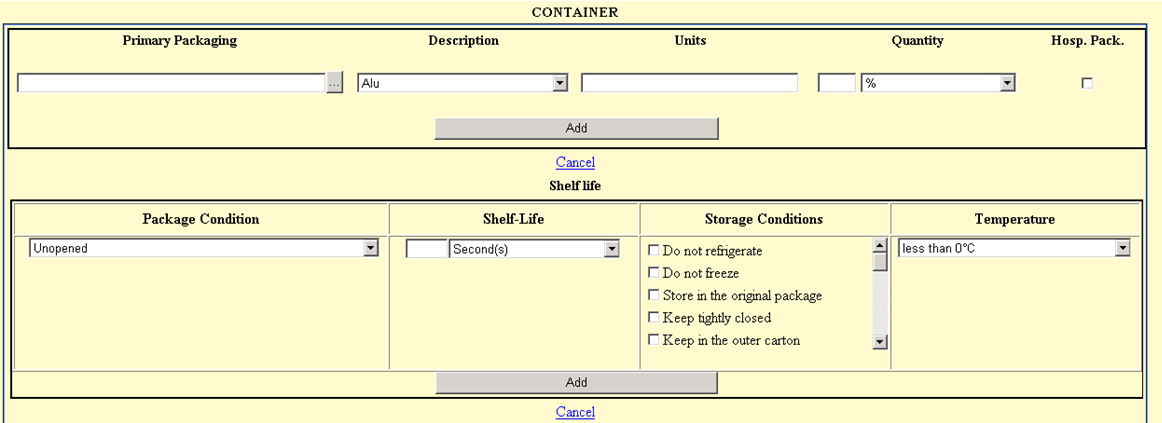 CONTAINER
Primary Packaging Description Units Quantity Hosp. Pack.
... Alu %
Add
Cancel
Shelf life
Package Condition Shelf-Life Storage Conditions Temperature
Unopened Second(s) Do not refrigerate less than 0°C
Do not freeze
Store in the original package
Keep tightly closed
Keep in the outer carton
Add
Cancel